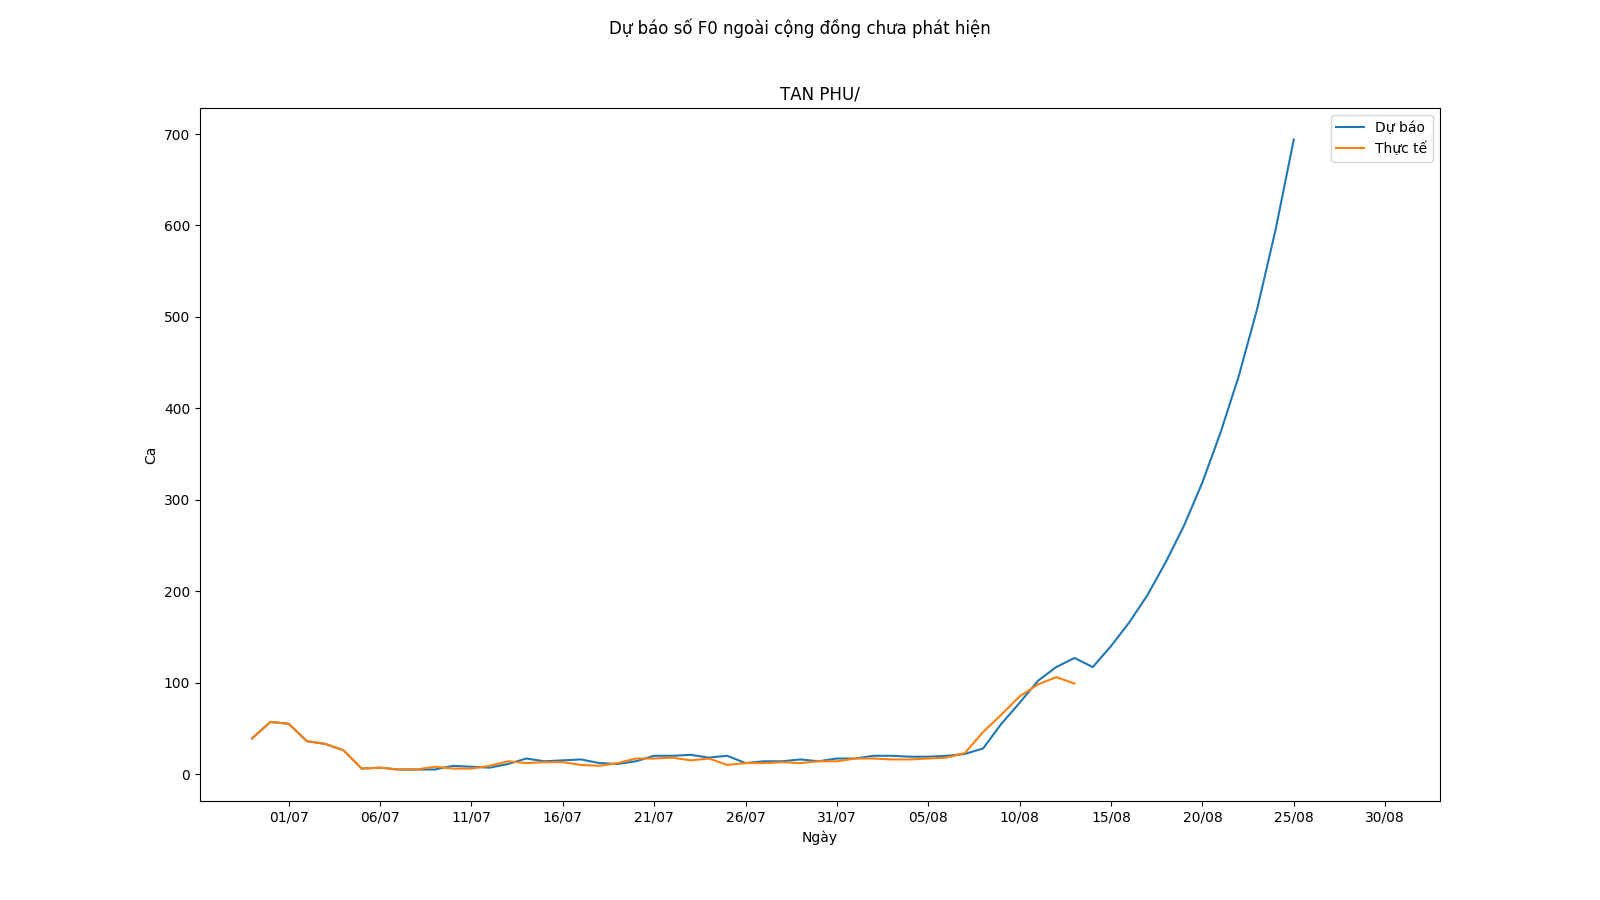 Dự báo số F0 ngoài cộng đồng chưa phát hiện
TAN PHU/
Dự báo
Thực tế
700
600
500
400
300
200
100
0
Ca
01/07 06/07 11/07 16/07 21/07 26/07 31/07 05/08 10/08 15/08 20/08 25/08 30/08
Ngày